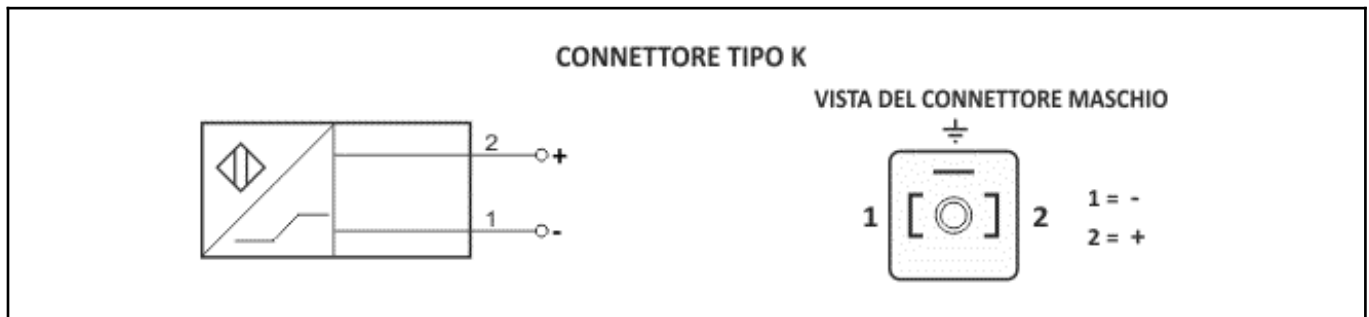 CONNETTORE TIPO K
VISTA DEL CONNETTORE MASCHIO
2 +
1 -
1 2
1 = -
2 = +